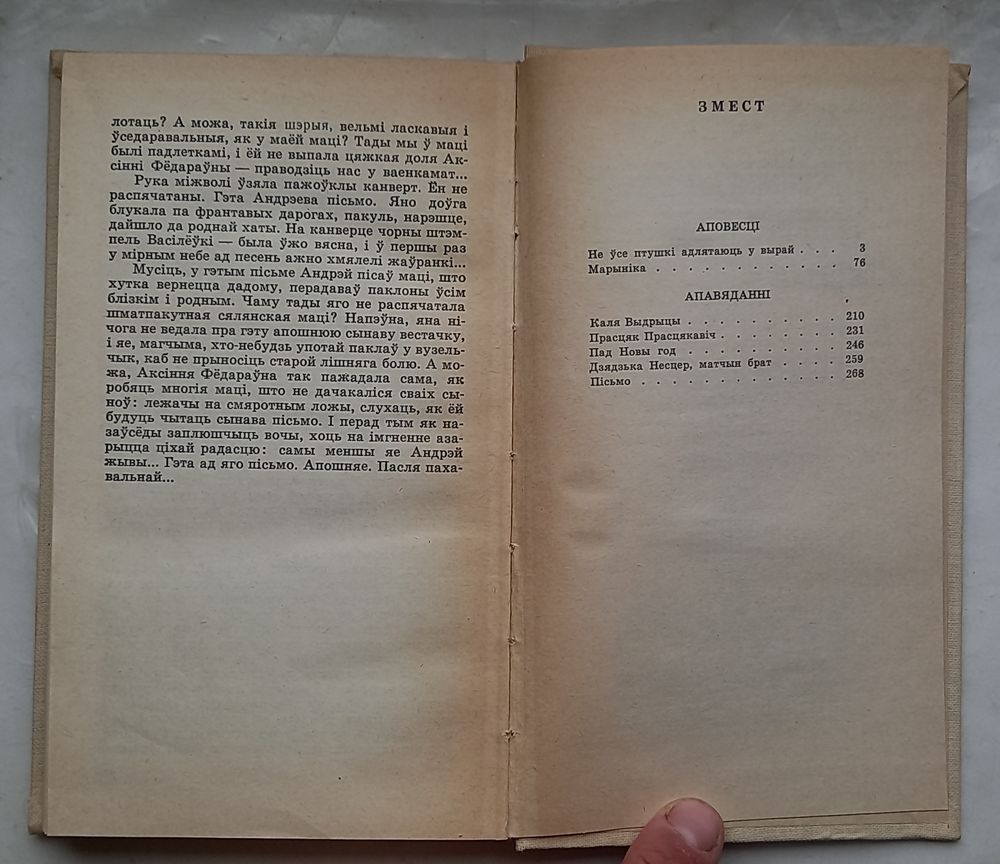 лотаць? А можа, такія шэрыя, вельмі ласкавыя і
ўседаравальныя, як у маёй маці? Тады мы ў маці
былі падлеткамі, і ёй не выпала цяжкая доля Ак-
сінні Фёдараўны — праводзіць нас у ваенкамат...
Рука міжволі ўзяла пажоўклы канверт. Ён не
распячатаны. Гэта Андрэева пісьмо. Яно доўга
блукала па франтавых дарогах, пакуль, нарэшце,
дайшло да роднай хаты. На канверце чорны штэм-
пель Васілёўкі — была ўжо вясна, і ў першы раз
у мірным небе ад песень ажно хмялелі жаўранкі...
Мусіць, у гэтым пісьме Андрэй пісаў маці, што
хутка вернецца дадому, перадаваў паклоны ўсім
блізкім і родным. Чаму тады яго не распячатала
шматпакутная сялянская маці? Напэўна, яна ні-
чога не ведала пра гэту апошнюю сынаву вестачку,
і яе, магчыма, хто-небудзь употай паклаў у вузель-
чык, каб не прыносіць старой лішняга болю. А мо-
жа, Аксіння Фёдараўна так пажадала сама, як
робяць многія маці, што не дачакаліся сваіх сы-
ноў: лежачы на смяротным ложы, слухаць, як ёй
будуць чытаць сынава пісьмо. І перад тым як на-
заўсёды заплюшчыць вочы, хоць на імгненне аза-
рыцца ціхай радасцю: самы меншы яе Андрэй
жывы... Гэта ад яго пісьмо. Апошняе. Пасля паха-
вальнай...
ЗМЕСТ
АПОВЕСЦІ
Не ўсе птушкі адлятаюць у вырай . . . 3
Марыніка . . . . . . . . . . . . 76
АПАВЯДАННІ
Каля Выдрыцы . . . . . . . . . . 210
Прасцяк Прасцякавіч . . . . . . . . 231
Пад Новы год . . . . . . . . . . 246
Дзядзька Несцер, матчын брат . . . . 259
Пісьмо . . . . . . . . . . . . 268